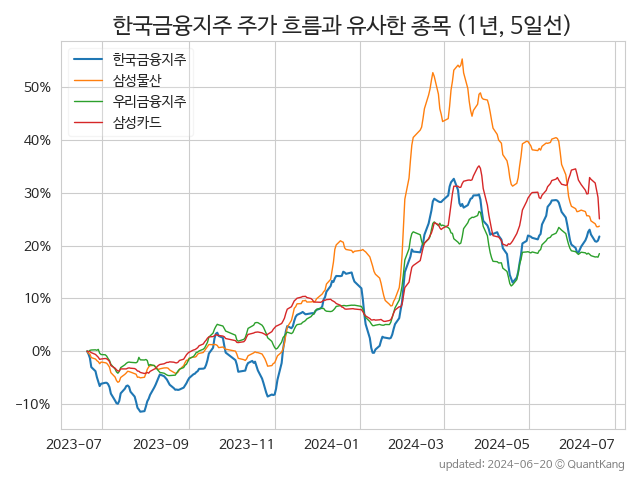 한국금융지주 주가 흐름과 유사한 종목 (1년, 5일선)
한국금융지주
삼성물산
우리금융지주
삼성카드
50%
40%
30%
20%
10%
0%
−10%
2023-07
2023-09
2023-11
2024-01
2024-03
2024-05
2024-07
updated: 2024-06-20 © QuantKang